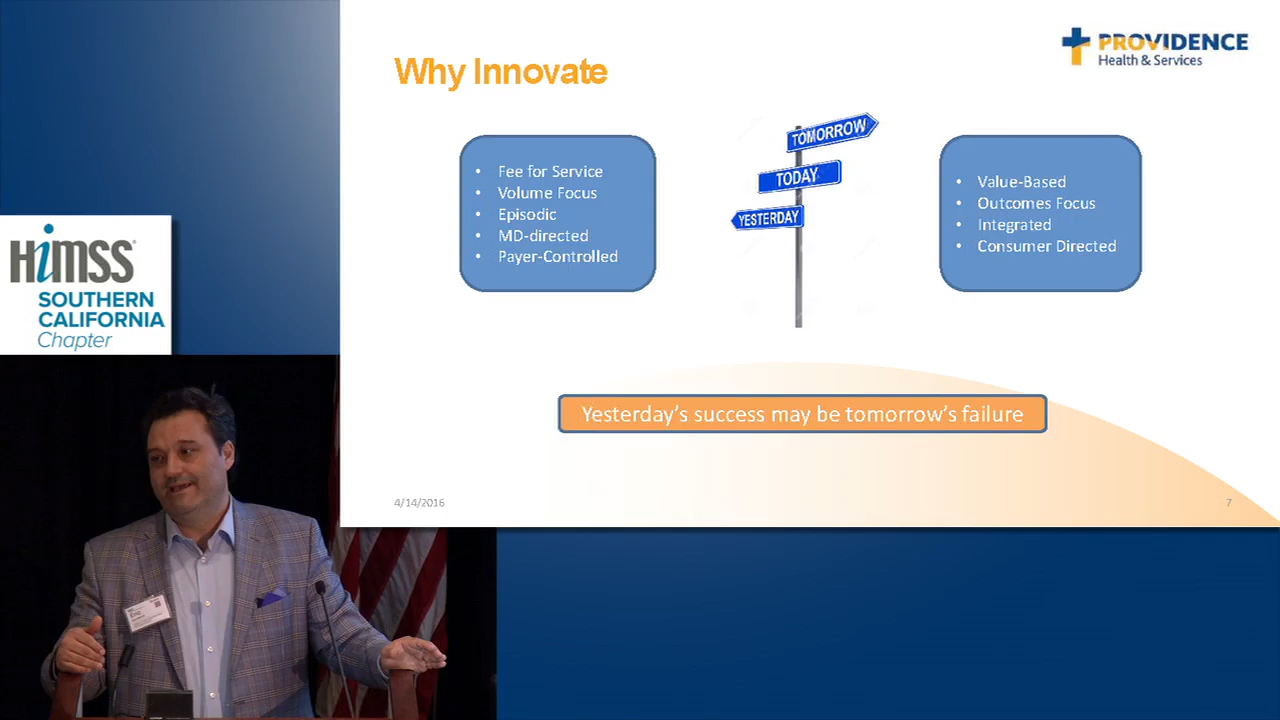 Why Innovate
PROVIDENCE
Health & Services
• Fee for Service
• Volume Focus
• Episodic
• MD-directed
• Payer-Controlled
TOMORROW
TODAY
YESTERDAY
• Value-Based
• Outcomes Focus
• Integrated
• Consumer Directed
HiMSS
SOUTHERN
CALIFORNIA
Chapter
Yesterday's success may be tomorrow's failure
4/14/2016
7
Eric